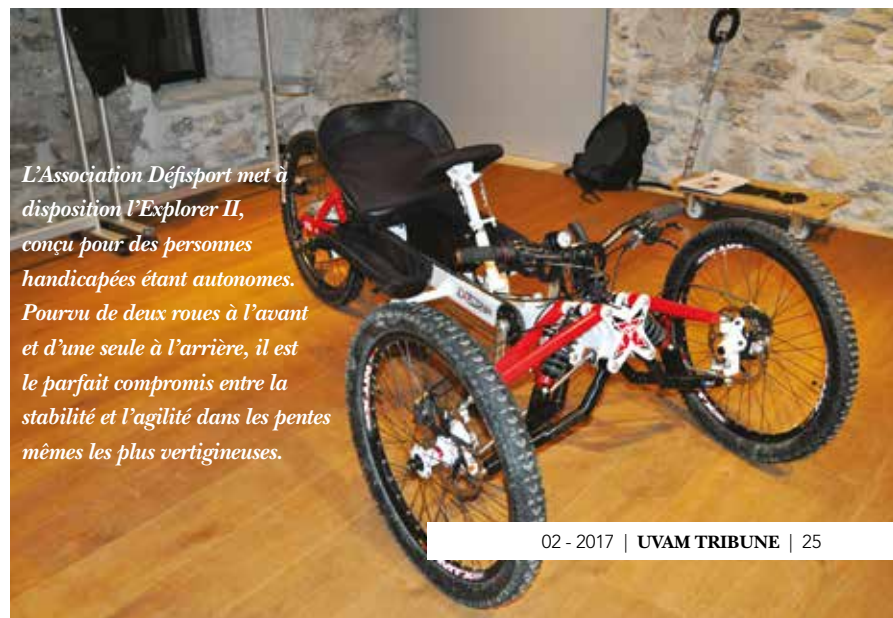 L’Association Défisport met à
disposition l’Explorer II,
conçu pour des personnes
handicapées étant autonomes.
Pourvu de deux roues à l’avant
et d’une seule à l’arrière, il est
le parfait compromis entre la
stabilité et l’agilité dans les pentes
mêmes les plus vertigineuses.
02 - 2017 | UVAM TRIBUNE | 25